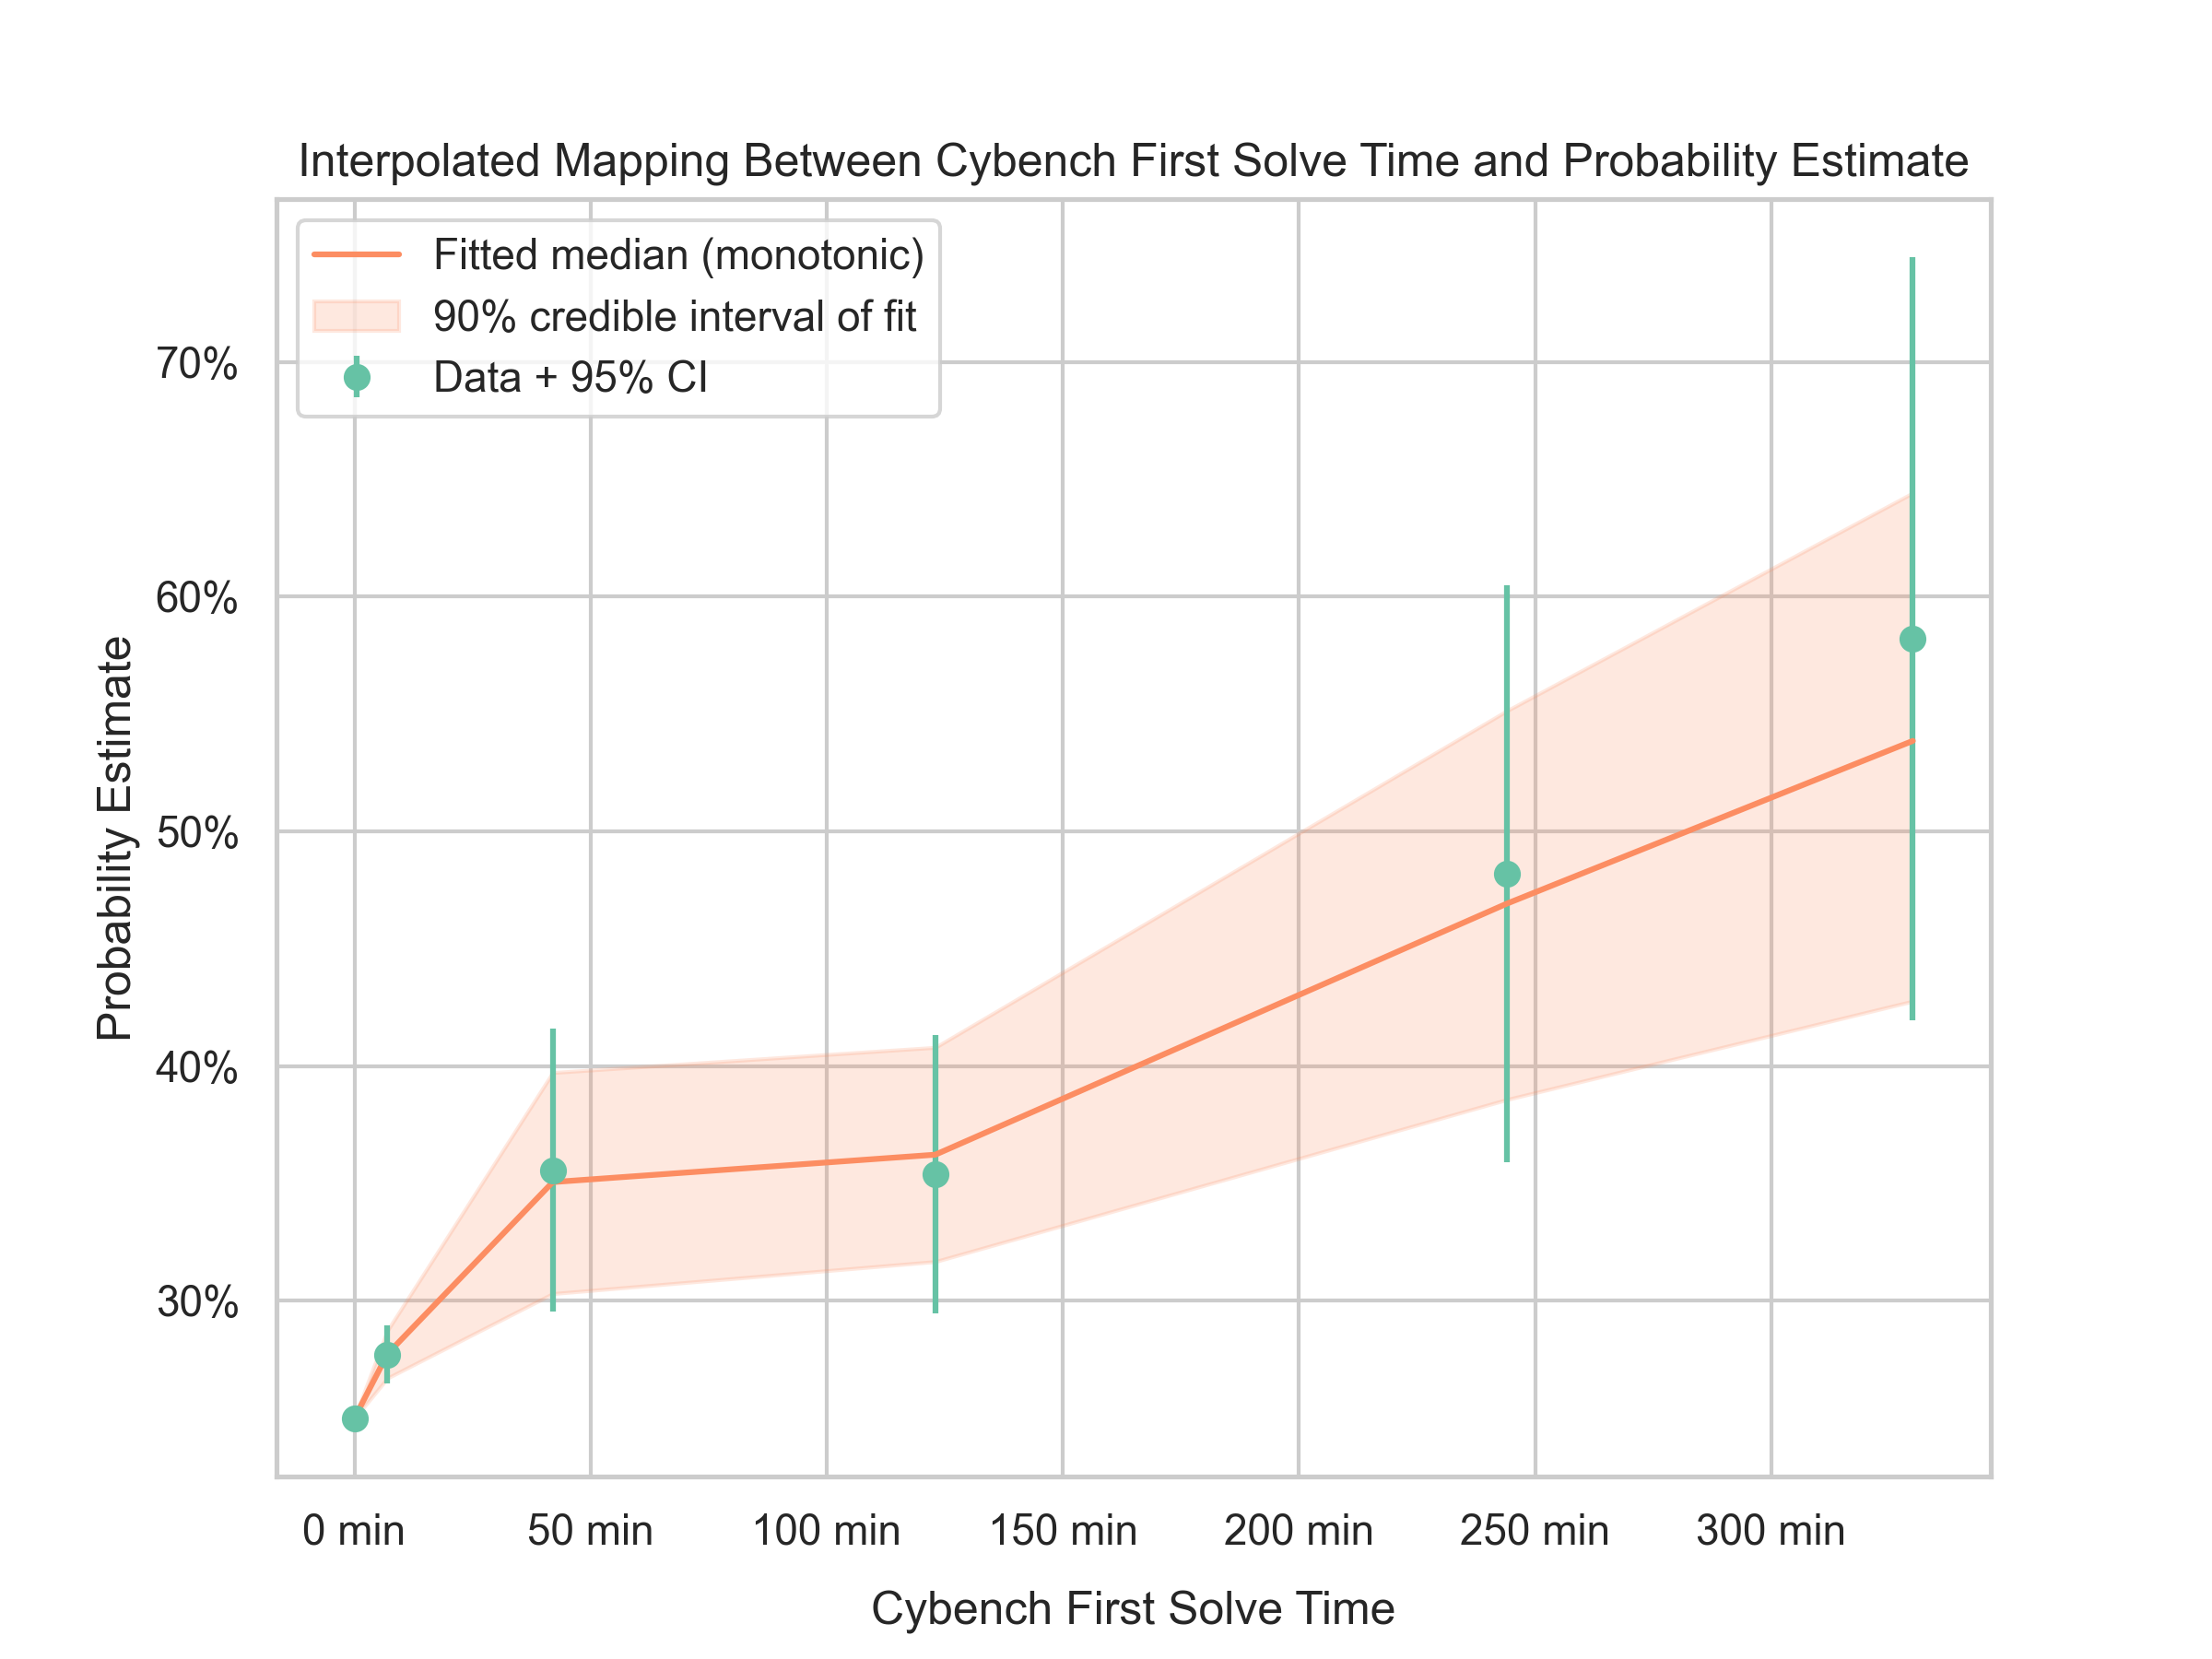 Interpolated Mapping Between Cybench First Solve Time and Probability Estimate
Fitted median (monotonic)
90% credible interval of fit
Data + 95% CI
Probability Estimate
70%
60%
50%
40%
30%
0 min
50 min
100 min
150 min
200 min
250 min
300 min
Cybench First Solve Time